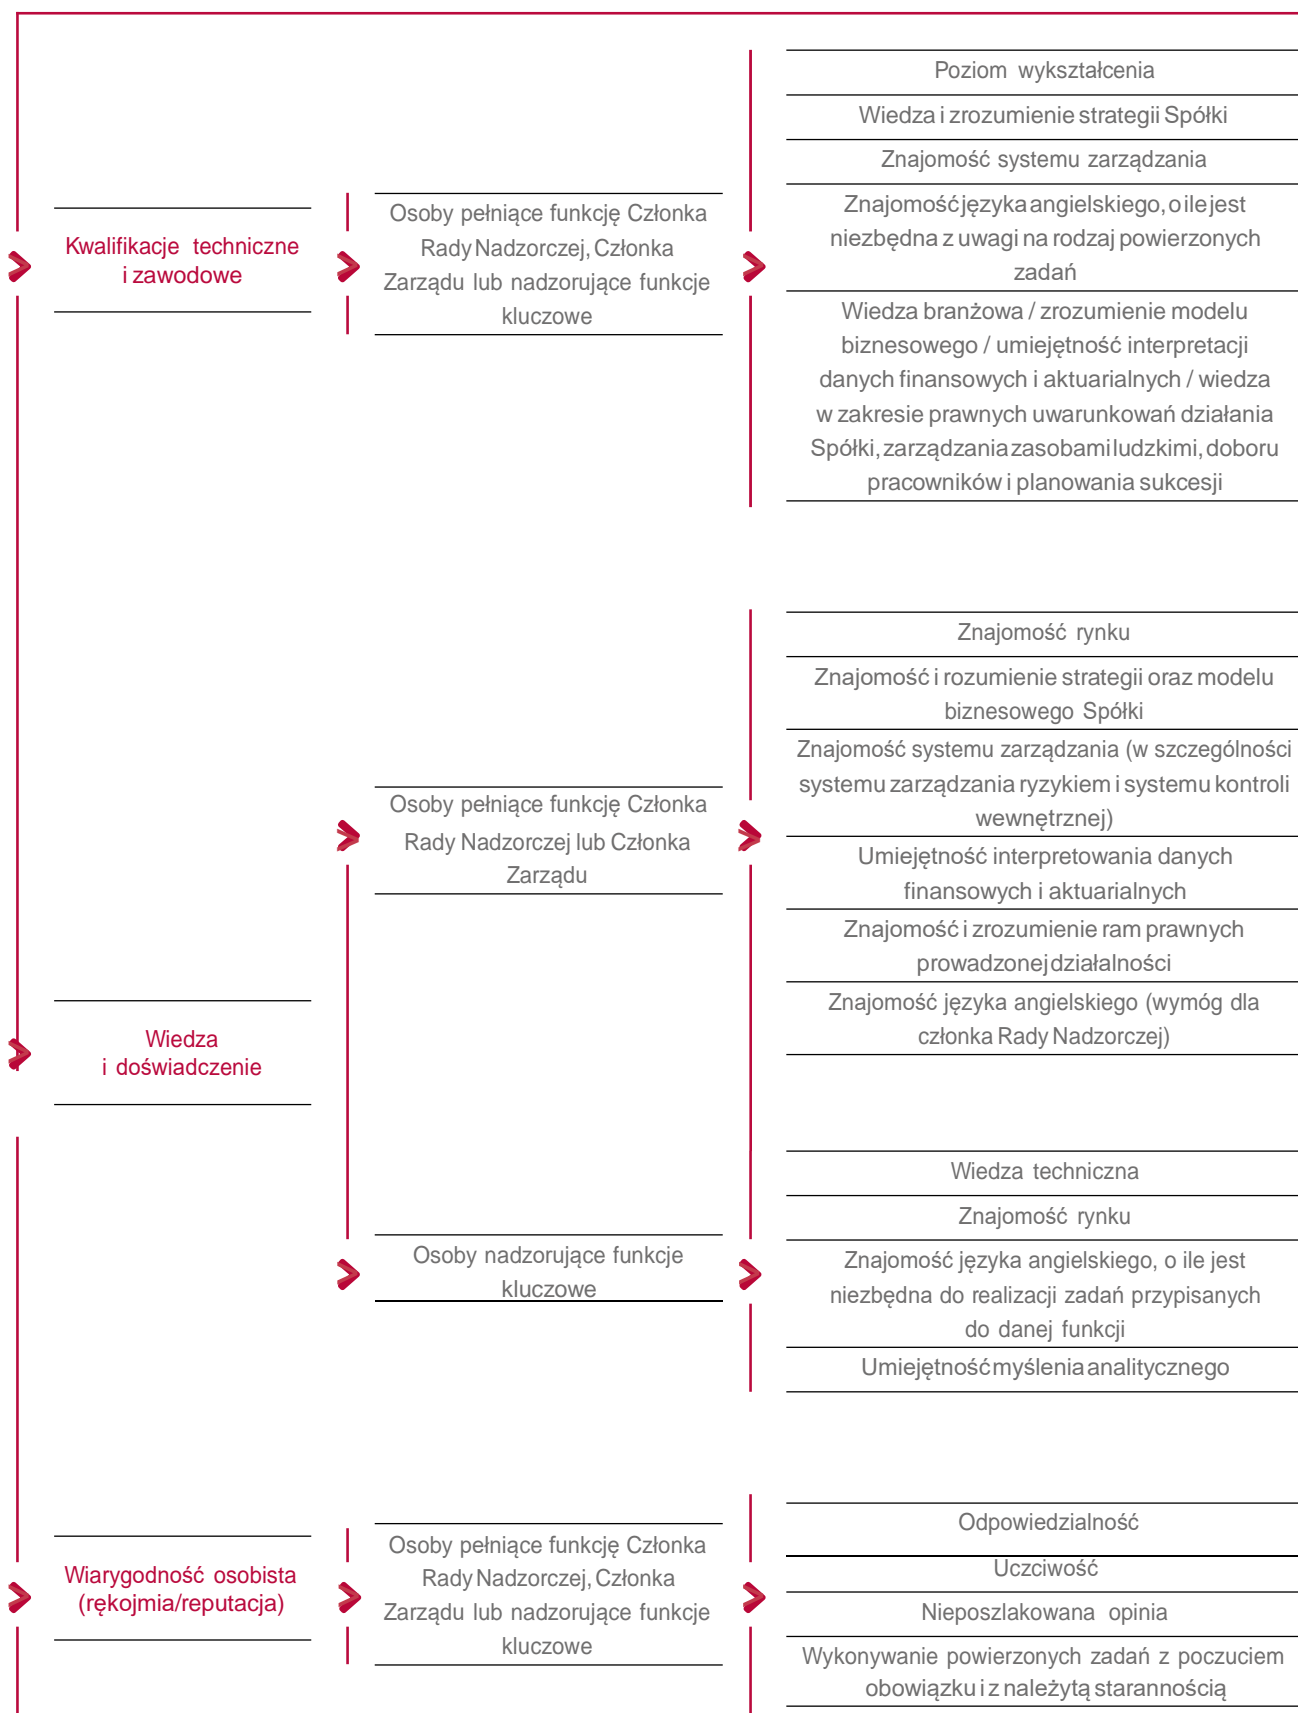 Kwalifikacje techniczne
i zawodowe
Osoby pełniące funkcję Członka
Rady Nadzorczej, Członka
Zarządu lub nadzorujące funkcje
kluczowe
Poziom wykształcenia
Wiedza i zrozumienie strategii Spółki
Znajomość systemu zarządzania
Znajomość języka angielskiego, o ile jest
niezbędna z uwagi na rodzaj powierzonych
zadań
Wiedza branżowa / zrozumienie modelu
biznesowego / umiejętność interpretacji
danych finansowych i aktuarialnych / wiedza
w zakresie prawnych uwarunkowań działania
Spółki, zarządzania zasobami ludzkimi, doboru
pracowników i planowania sukcesji
Wiedza
i doświadczenie
Osoby pełniące funkcję Członka
Rady Nadzorczej lub Członka
Zarządu
Znajomość rynku
Znajomość i rozumienie strategii oraz modelu
biznesowego Spółki
Znajomość systemu zarządzania (w szczególności
systemu zarządzania ryzykiem i systemu kontroli
wewnętrznej)
Umiejętność interpretowania danych
finansowych i aktuarialnych
Znajomość i zrozumienie ram prawnych
prowadzonej działalności
Znajomość języka angielskiego (wymóg dla
członka Rady Nadzorczej)
Osoby nadzorujące funkcje
kluczowe
Wiedza techniczna
Znajomość rynku
Znajomość języka angielskiego, o ile jest
niezbędna do realizacji zadań przypisanych
do danej funkcji
Umiejętność myślenia analitycznego
Wiarygodność osobista
(rękojmia/reputacja)
Osoby pełniące funkcję Członka
Rady Nadzorczej, Członka
Zarządu lub nadzorujące funkcje
kluczowe
Odpowiedzialność
Uczciwość
Nieposzlakowana opinia
Wykonywanie powierzonych zadań z poczuciem
obowiązku i z należytą starannością